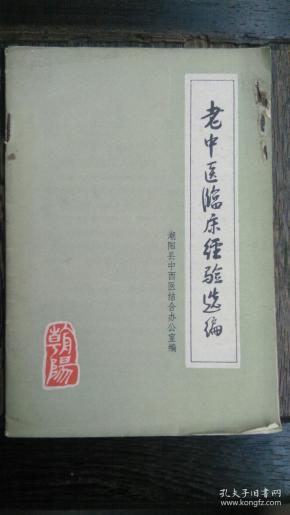 老中医临床经验选编
潮阳县中西医结合办公室编
朝陽
孔夫子旧书网